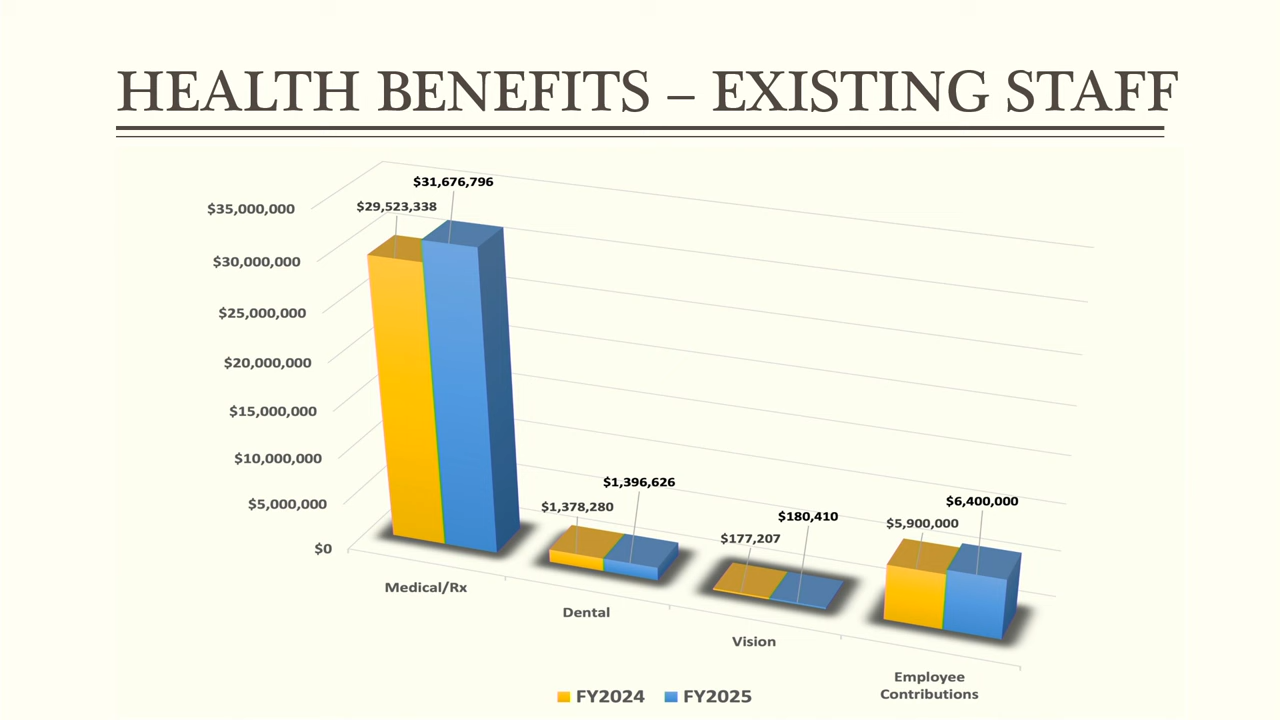 HEALTH BENEFITS – EXISTING STAFF
$31,676,796
$29,523,338
$35,000,000
$30,000,000
$25,000,000
$20,000,000
$15,000,000
$10,000,000
$5,000,000
$0
$1,396,626
$1,378,280
$180,410
$177,207
$6,400,000
$5,900,000
Medical/Rx
Dental
Vision
Employee
Contributions
FY2024 FY2025